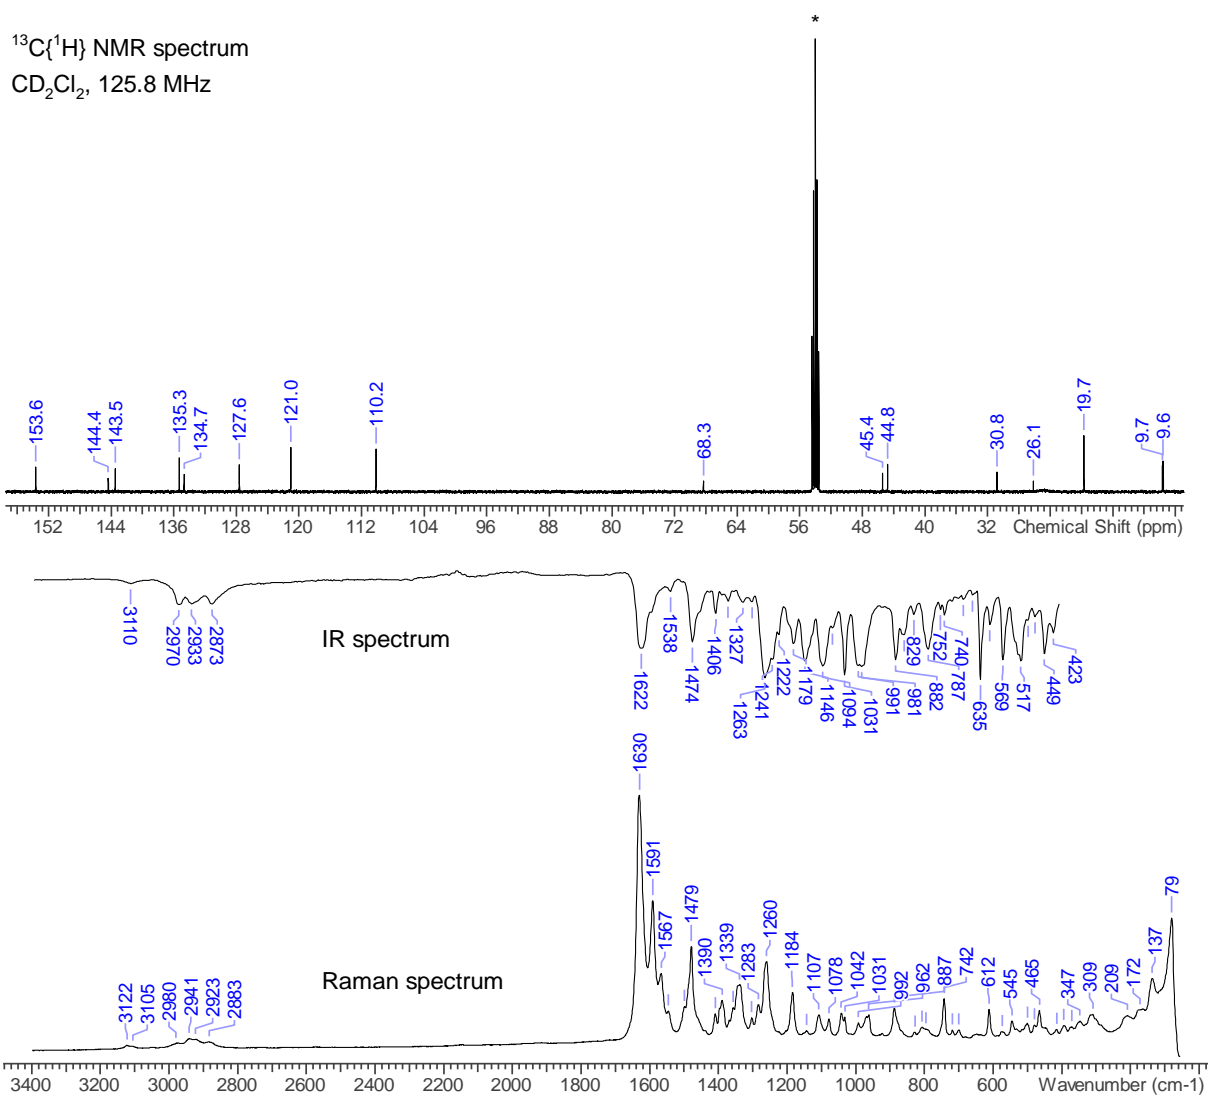 ¹³C{¹H} NMR spectrum
CD₂Cl₂, 125.8 MHz
*
153.6 144.4 143.5 135.3 134.7 127.6 121.0 110.2 68.3 45.4 44.8 30.8 26.1 19.7 9.7 9.6
152 144 136 128 120 112 104 96 88 80 72 64 56 48 40 32 Chemical Shift (ppm)
3110 2970 2933 2873 1622 1538 1474 1406 1327 1263 1241 1222 1179 1146 1094 1031 991 981 882 829 787 752 740 635 569 517 449 423
IR spectrum
3122 3105 2980 2941 2923 2883 1630 1591 1567 1479 1390 1339 1283 1260 1184 1107 1078 1042 1031 992 962 887 742 612 545 465 347 309 209 172 137 79
Raman spectrum
3400 3200 3000 2800 2600 2400 2200 2000 1800 1600 1400 1200 1000 800 600 Wavenumber (cm-1)